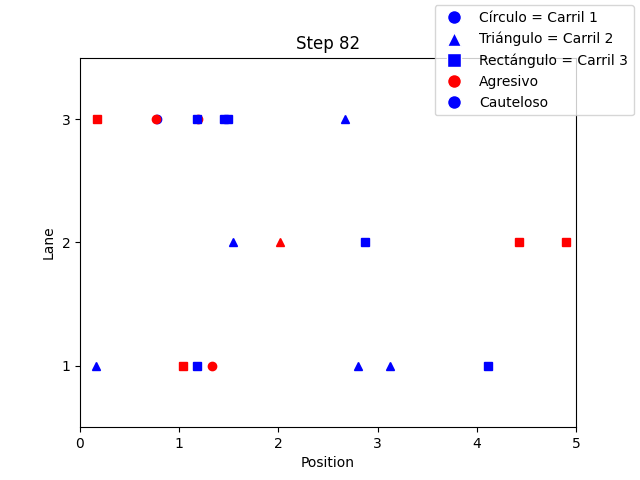 Step 82
Círculo = Carril 1
Triángulo = Carril 2
Rectángulo = Carril 3
Agresivo
Cauteloso
Lane
3
2
1
0 1 2 3 4 5
Position